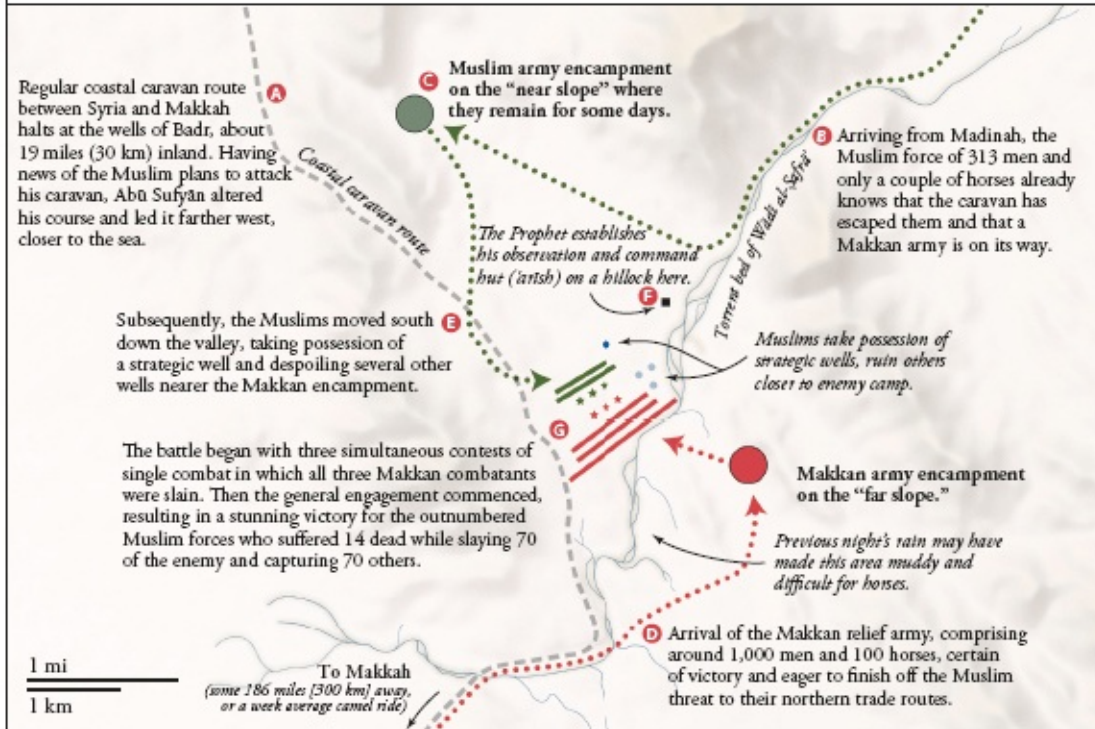 Regular coastal caravan route
between Syria and Makkah
halts at the wells of Badr, about
19 miles (30 km) inland. Having
news of the Muslim plans to attack
his caravan, Abū Sufyān altered
his course and led it farther west,
closer to the sea.
A
Coastal caravan route
C
Muslim army encampment
on the “near slope” where
they remain for some days.
B
Arriving from Madinah, the
Muslim force of 313 men and
only a couple of horses already
knows that the caravan has
escaped them and that a
Makkan army is on its way.
Torrent bed of Wādī al-Ṣafrāʾ
The Prophet establishes
his observation and command
hut (ʿarīsh) on a hillock here.
F
Subsequently, the Muslims moved south
down the valley, taking possession of
a strategic well and despoiling several other
wells nearer the Makkan encampment.
E
Muslims take possession of
strategic wells, ruin others
closer to enemy camp.
G
The battle began with three simultaneous contests of
single combat in which all three Makkan combatants
were slain. Then the general engagement commenced,
resulting in a stunning victory for the outnumbered
Muslim forces who suffered 14 dead while slaying 70
of the enemy and capturing 70 others.
Makkan army encampment
on the “far slope.”
Previous night’s rain may have
made this area muddy and
difficult for horses.
D
Arrival of the Makkan relief army, comprising
around 1,000 men and 100 horses, certain
of victory and eager to finish off the Muslim
threat to their northern trade routes.
To Makkah
(some 186 miles [300 km] away,
or a week average camel ride)
1 mi
1 km